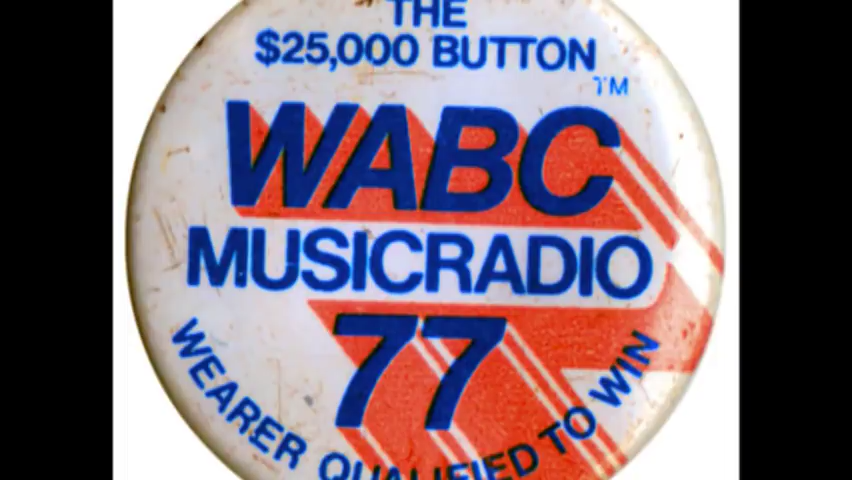 THE
$25,000 BUTTON
TM
WABC
MUSICRADIO
77
WEARER QUALIFIED TO WIN